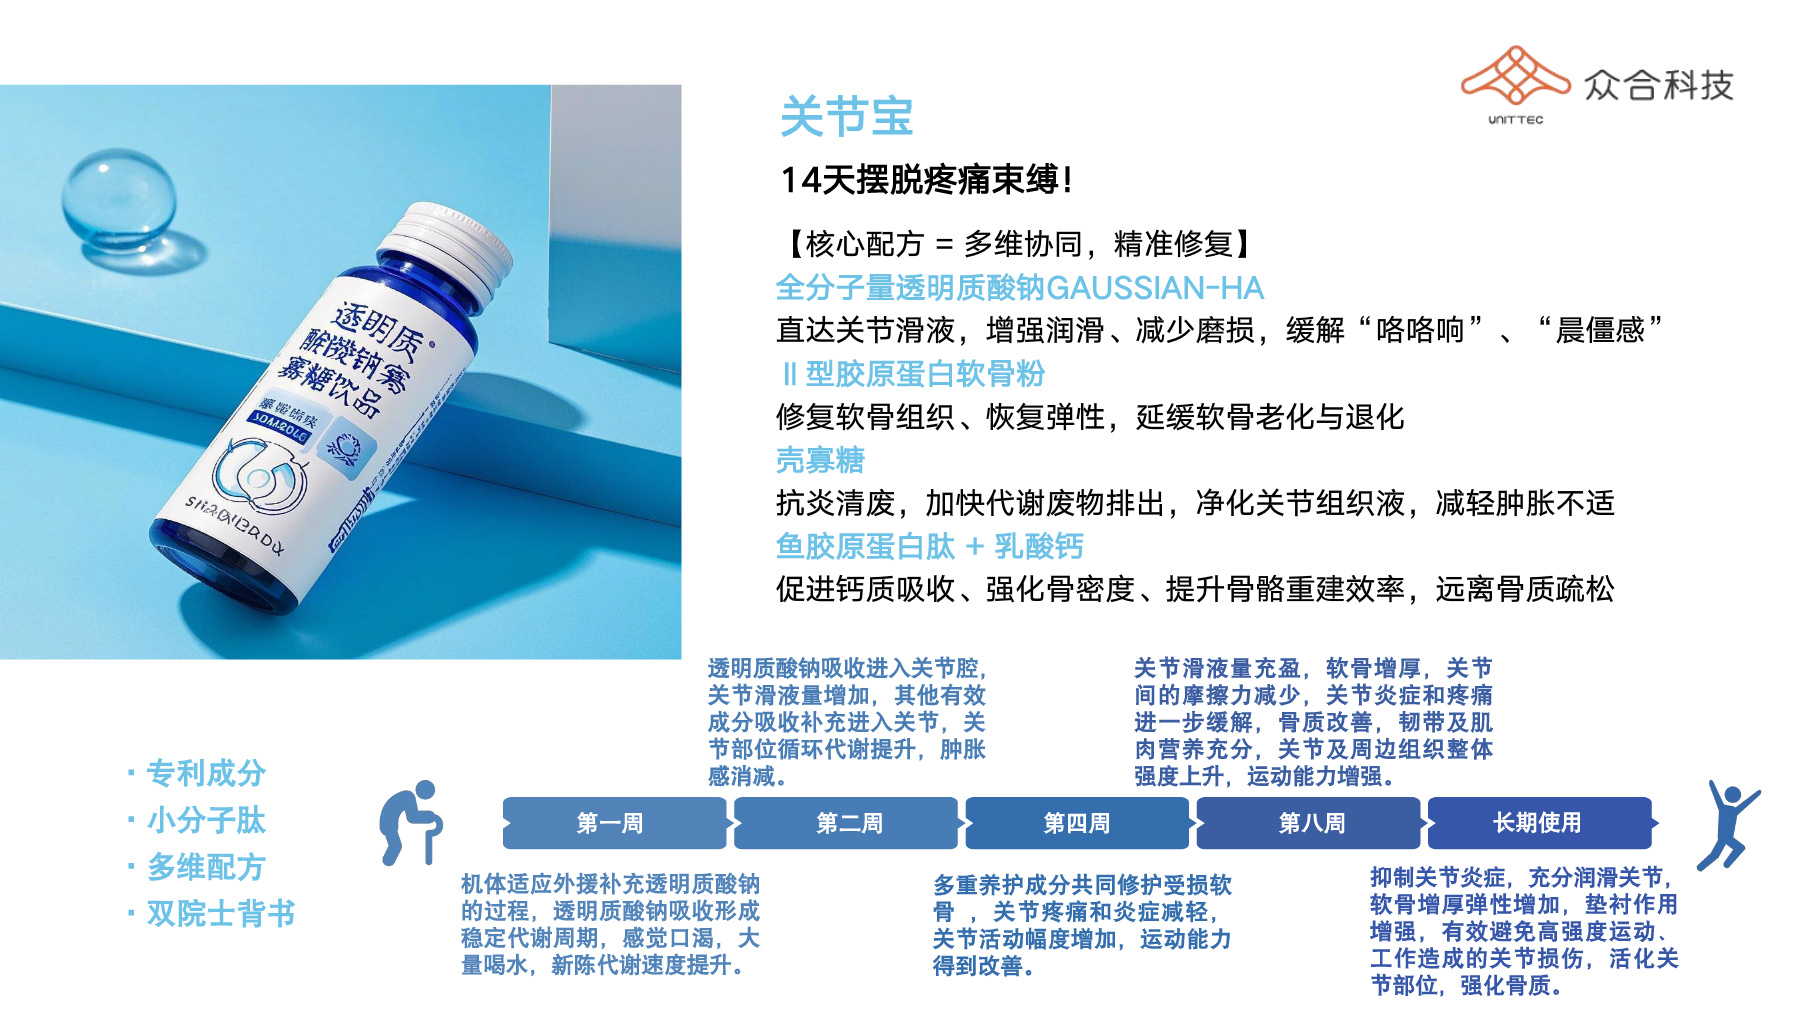 众合科技
UNITTEC
关节宝
14天摆脱疼痛束缚！
【核心配方 = 多维协同，精准修复】
全分子量透明质酸钠GAUSSIAN-HA
直达关节滑液，增强润滑、减少磨损，缓解“咯咯响”、“晨僵感”
Ⅱ型胶原蛋白软骨粉
修复软骨组织、恢复弹性，延缓软骨老化与退化
壳寡糖
抗炎清废，加快代谢废物排出，净化关节组织液，减轻肿胀不适
鱼胶原蛋白肽 + 乳酸钙
促进钙质吸收、强化骨密度、提升骨骼重建效率，远离骨质疏松
透明质
糖饮品
· 专利成分
· 小分子肽
· 多维配方
· 双院士背书
透明质酸钠吸收进入关节腔，
关节滑液量增加，其他有效
成分吸收补充进入关节，关
节部位循环代谢提升，肿胀
感消减。
关节滑液量充盈，软骨增厚，关节
间的摩擦力减少，关节炎症和疼痛
进一步缓解，骨质改善，韧带及肌
肉营养充分，关节及周边组织整体
强度上升，运动能力增强。
第一周
第二周
第四周
第八周
长期使用
机体适应外援补充透明质酸钠
的过程，透明质酸钠吸收形成
稳定代谢周期，感觉口渴，大
量喝水，新陈代谢速度提升。
多重养护成分共同修护受损软
骨 ，关节疼痛和炎症减轻，
关节活动幅度增加，运动能力
得到改善。
抑制关节炎症，充分润滑关节，
软骨增厚弹性增加，垫衬作用
增强，有效避免高强度运动、
工作造成的关节损伤，活化关
节部位，强化骨质。